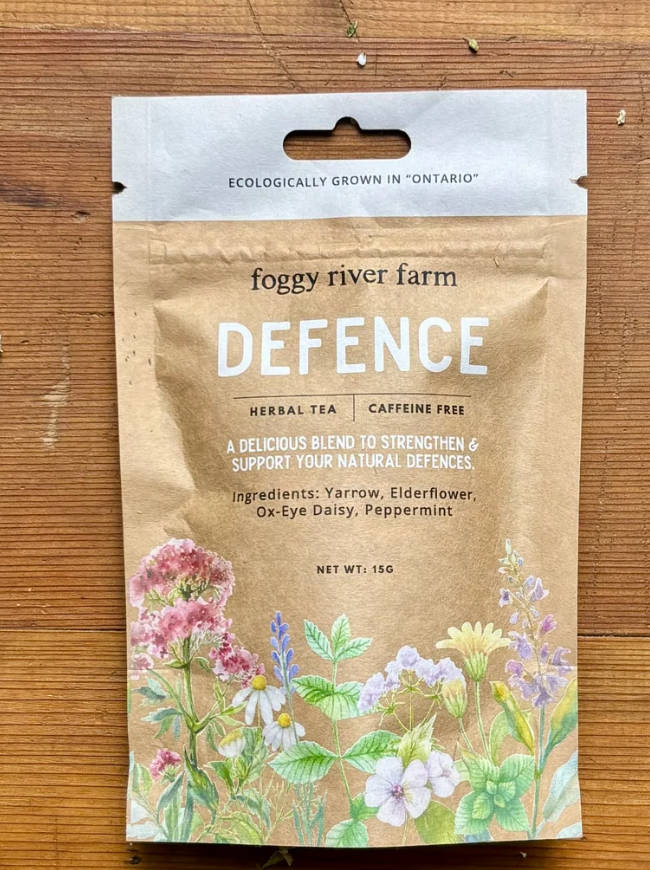 ECOLOGICALLY GROWN IN "ONTARIO"
foggy river farm
DEFENCE
HERBAL TEA | CAFFEINE FREE
A DELICIOUS BLEND TO STRENGTHEN &
SUPPORT YOUR NATURAL DEFENCES.
Ingredients: Yarrow, Elderflower,
Ox-Eye Daisy, Peppermint
NET WT: 15G